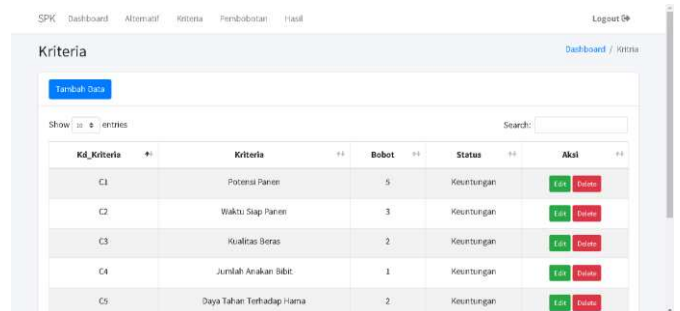 SPK Dashboard Alternatif Kriteria Pembobotan Hasil Logout
Kriteria Dashboard / Kritria
Tambah Data
Show 10 entries Search:
Kd_Kriteria Kriteria Bobot Status Aksi
C1 Potensi Panen 5 Keuntungan Edit Delete
C2 Waktu Siap Panen 3 Keuntungan Edit Delete
C3 Kualitas Beras 2 Keuntungan Edit Delete
C4 Jumlah Anakan Bibit 1 Keuntungan Edit Delete
C5 Daya Tahan Terhadap Hama 2 Keuntungan Edit Delete